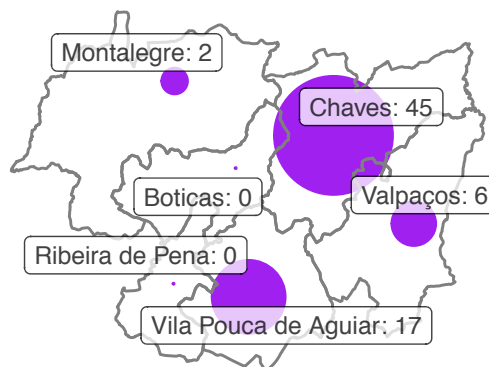 Montalegre: 2
Chaves: 45
Boticas: 0
Valpaços: 6
Ribeira de Pena: 0
Vila Pouca de Aguiar: 17